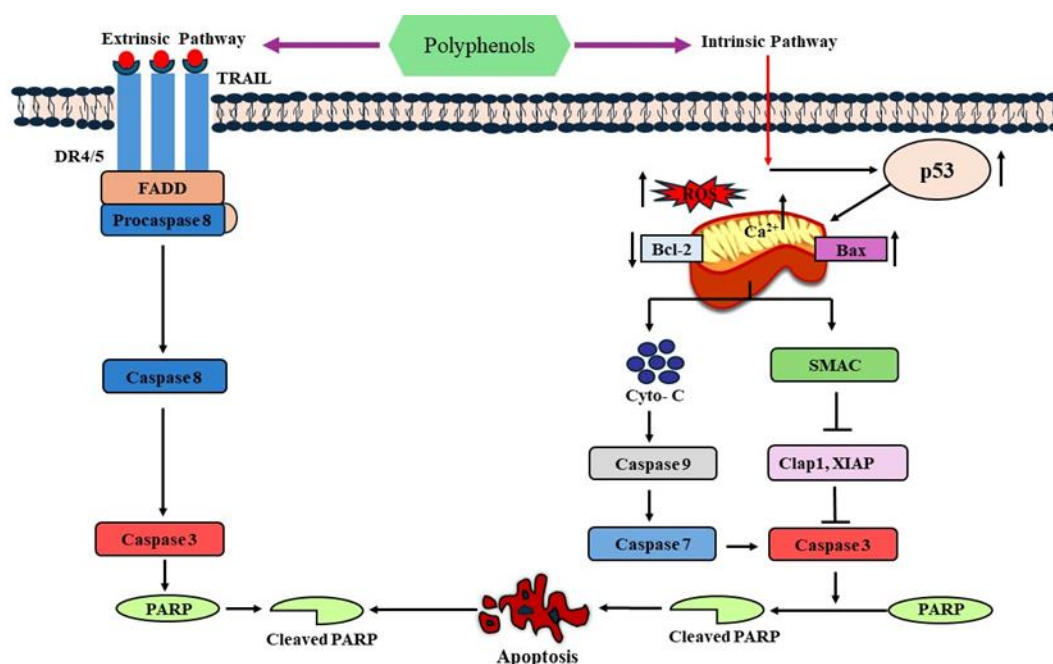 Extrinsic Pathway
Polyphenols
Intrinsic Pathway
TRAIL
DR4/5
FADD
Procaspase 8
p53
ROS
Ca²⁺
Bcl-2
Bax
Caspase 8
Cyto- C
SMAC
Caspase 9
Clap1, XIAP
Caspase 3
Caspase 7
Caspase 3
PARP
Cleaved PARP
Apoptosis
Cleaved PARP
PARP